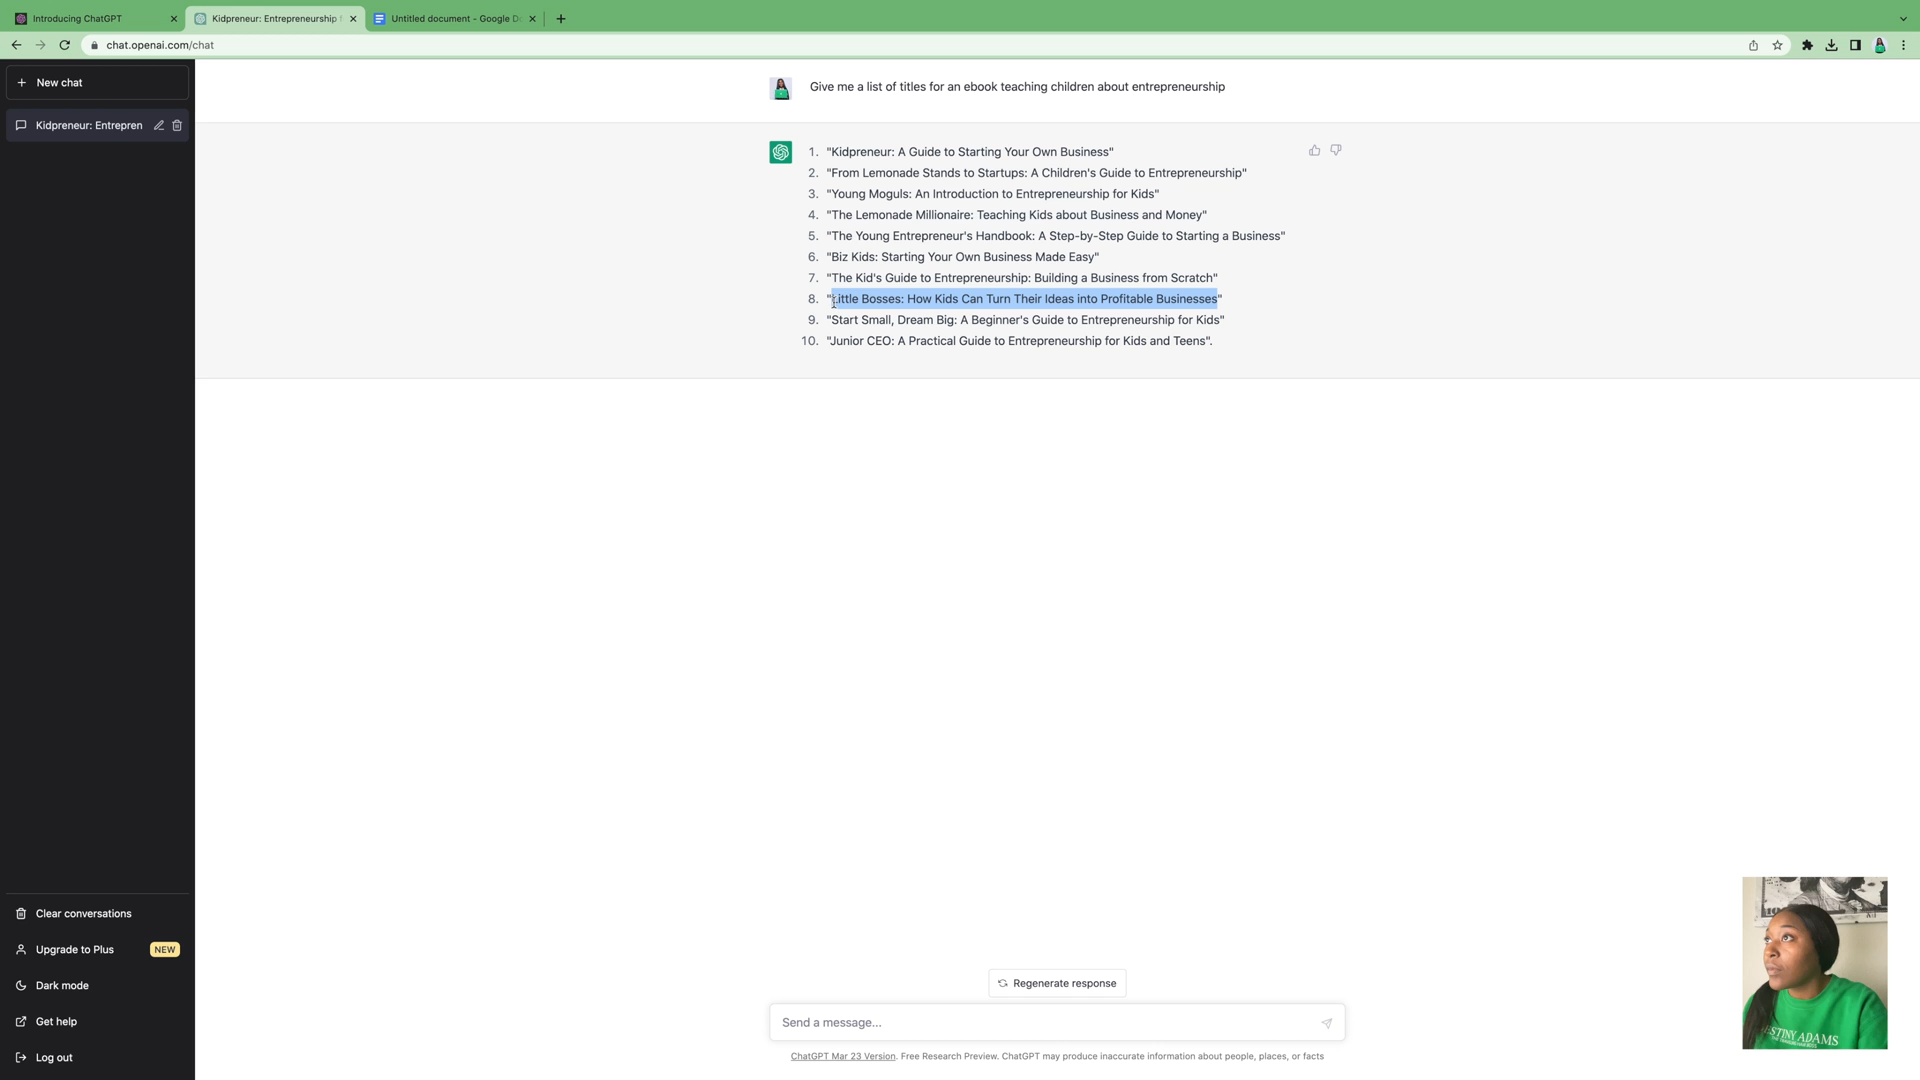 Introducing ChatGPT
Kidpreneur: Entrepreneurship
Untitled document - Google Do
chat.openai.com/chat
New chat
Kidpreneur: Entrepren
Give me a list of titles for an ebook teaching children about entrepreneurship
1. "Kidpreneur: A Guide to Starting Your Own Business"
2. "From Lemonade Stands to Startups: A Children's Guide to Entrepreneurship"
3. "Young Moguls: An Introduction to Entrepreneurship for Kids"
4. "The Lemonade Millionaire: Teaching Kids about Business and Money"
5. "The Young Entrepreneur's Handbook: A Step-by-Step Guide to Starting a Business"
6. "Biz Kids: Starting Your Own Business Made Easy"
7. "The Kid's Guide to Entrepreneurship: Building a Business from Scratch"
8. "Little Bosses: How Kids Can Turn Their Ideas into Profitable Businesses"
9. "Start Small, Dream Big: A Beginner's Guide to Entrepreneurship for Kids"
10. "Junior CEO: A Practical Guide to Entrepreneurship for Kids and Teens".
Clear conversations
Upgrade to Plus NEW
Dark mode
Get help
Log out
Regenerate response
Send a message...
ChatGPT Mar 23 Version. Free Research Preview. ChatGPT may produce inaccurate information about people, places, or facts
ESTINY ADAMS